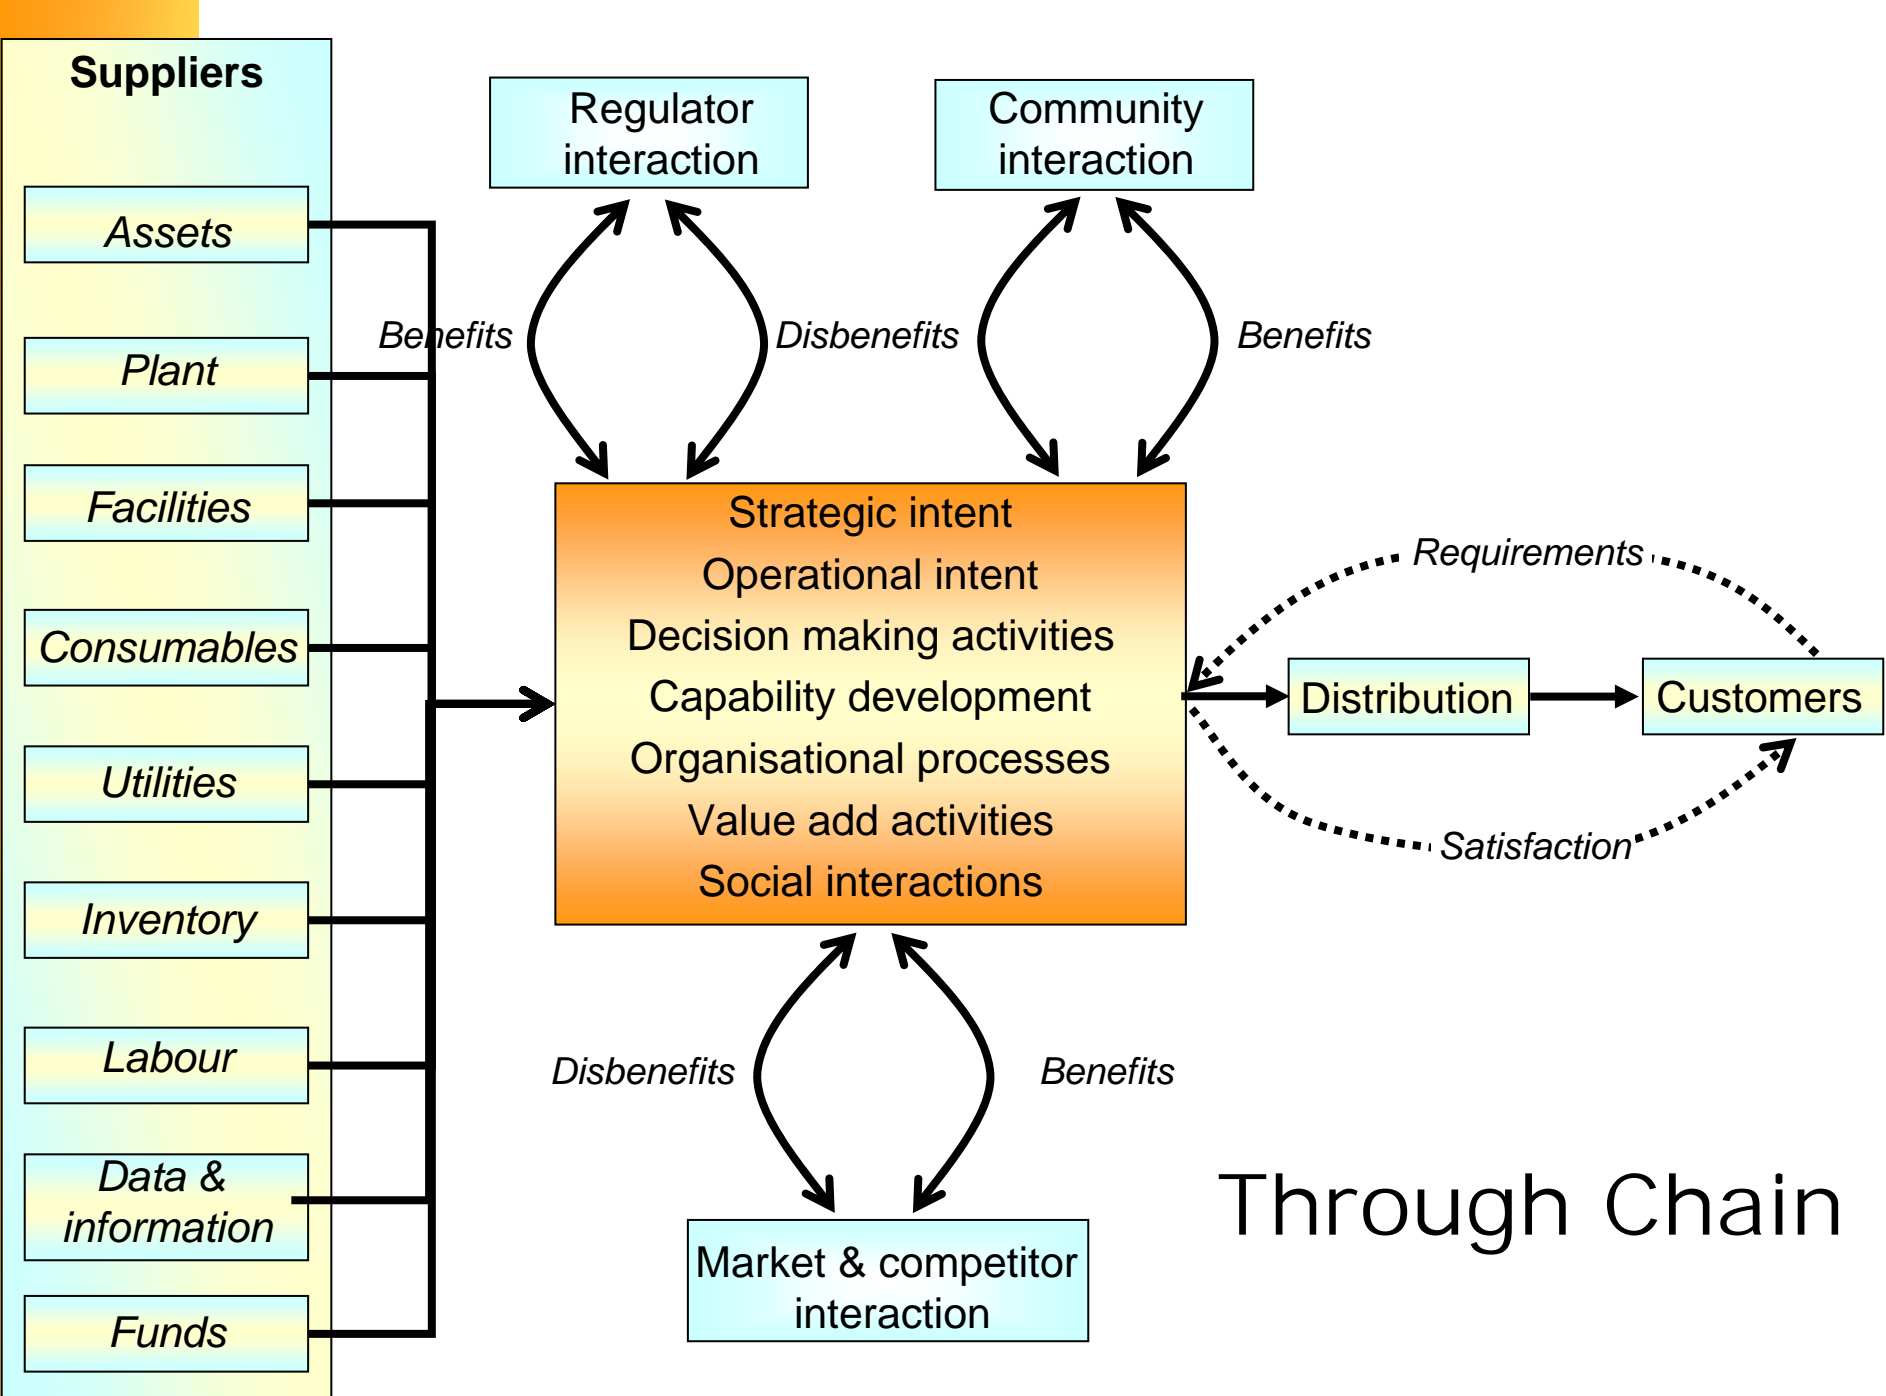 Suppliers
Assets
Plant
Facilities
Consumables
Utilities
Inventory
Labour
Data &
information
Funds
Regulator
interaction
Community
interaction
Benefits
Disbenefits
Benefits
Strategic intent
Operational intent
Decision making activities
Capability development
Organisational processes
Value add activities
Social interactions
Requirements
Distribution
Customers
Satisfaction
Disbenefits
Benefits
Market & competitor
interaction
Through Chain